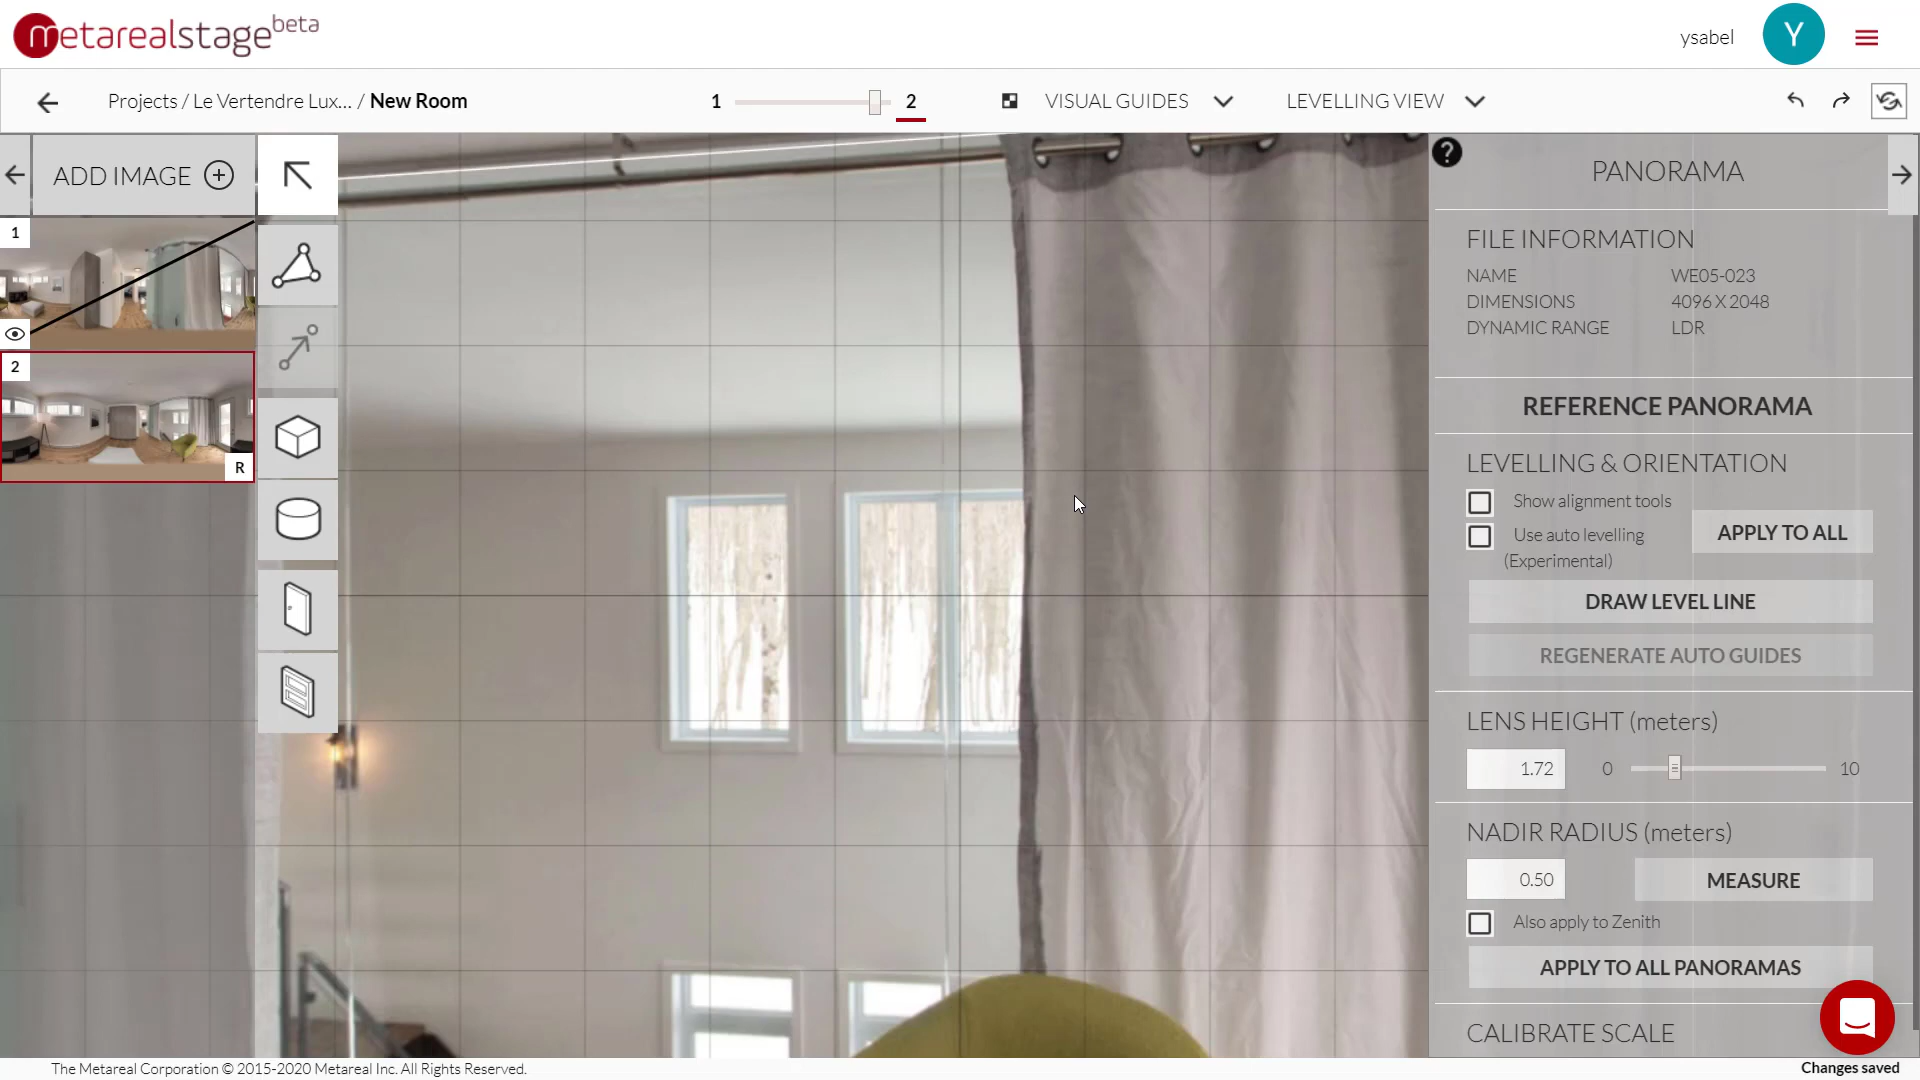 metarealstage beta
ysabel
Y
Projects / Le Vertendre Lux... / New Room
1
2
VISUAL GUIDES
LEVELLING VIEW
ADD IMAGE
1
2
R
?
PANORAMA
FILE INFORMATION
NAME WE05-023
DIMENSIONS 4096 X 2048
DYNAMIC RANGE LDR
REFERENCE PANORAMA
LEVELLING & ORIENTATION
Show alignment tools
Use auto levelling
(Experimental)
APPLY TO ALL
DRAW LEVEL LINE
REGENERATE AUTO GUIDES
LENS HEIGHT (meters)
1.72 0 10
NADIR RADIUS (meters)
0.50 MEASURE
Also apply to Zenith
APPLY TO ALL PANORAMAS
CALIBRATE SCALE
The Metareal Corporation © 2015-2020 Metareal Inc. All Rights Reserved.
Changes saved